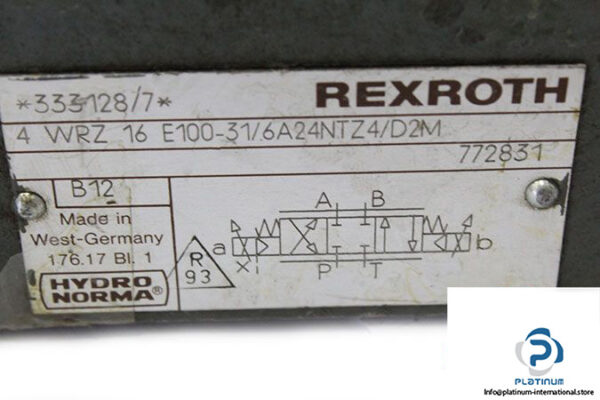 *333128/7*
REXROTH
4 WRZ 16 E100-31/6A24NTZ4/D2M
772831
B12
Made in
West-Germany
176.17 Bl. 1
HYDRO
NORMA®
R
93
A B
a
b
x
P T
P
PLATINUM
Info@platinum-international.store